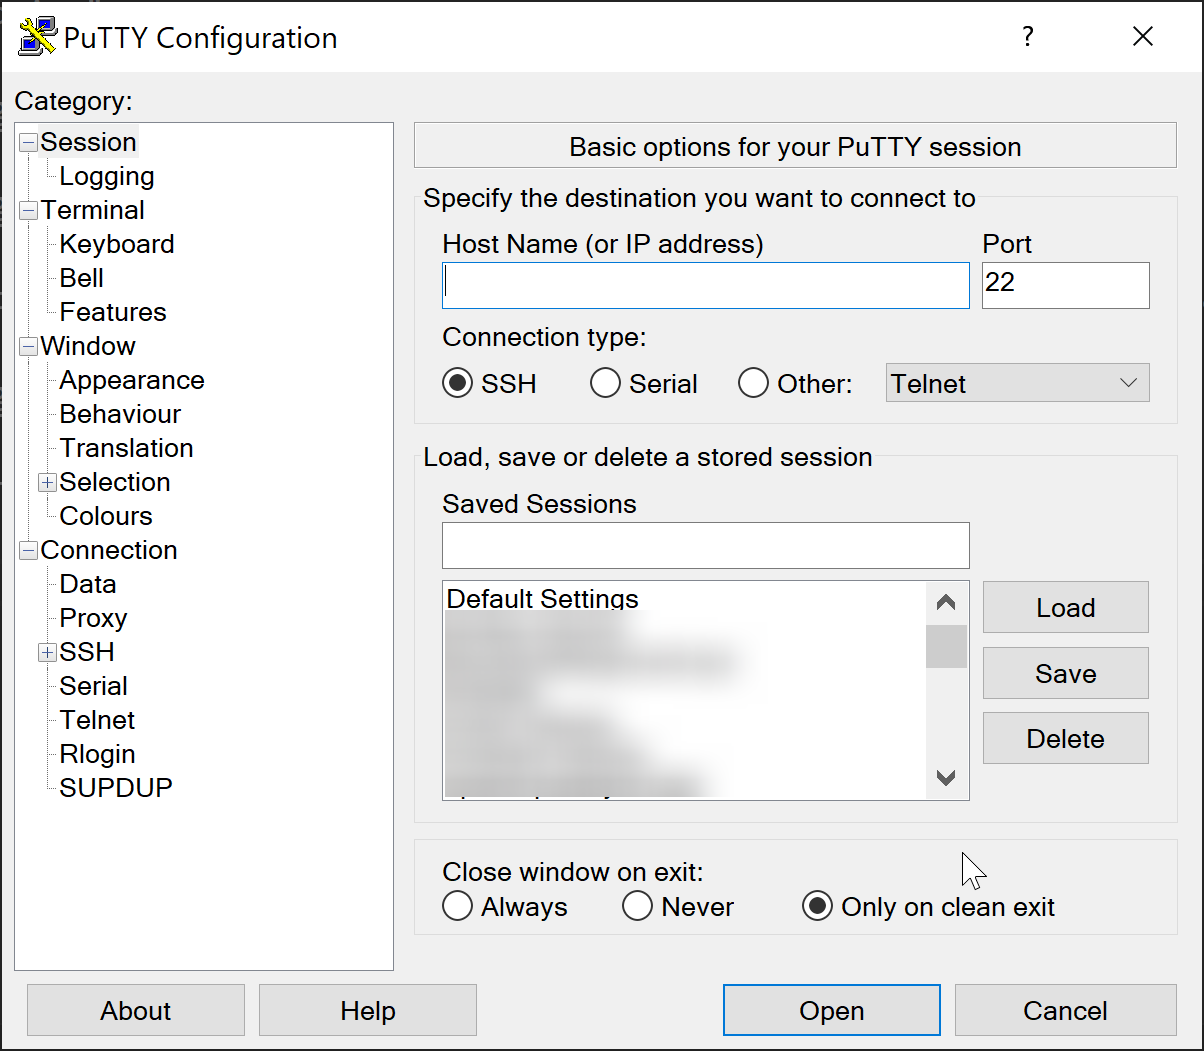 PuTTY Configuration
?
Category:
Session
Logging
Terminal
Keyboard
Bell
Features
Window
Appearance
Behaviour
Translation
Selection
Colours
Connection
Data
Proxy
SSH
Serial
Telnet
Rlogin
SUPDUP
Basic options for your PuTTY session
Specify the destination you want to connect to
Host Name (or IP address) Port
22
Connection type:
SSH Serial Other: Telnet
Load, save or delete a stored session
Saved Sessions
Default Settings
Load
Save
Delete
Close window on exit:
Always Never Only on clean exit
About Help Open Cancel